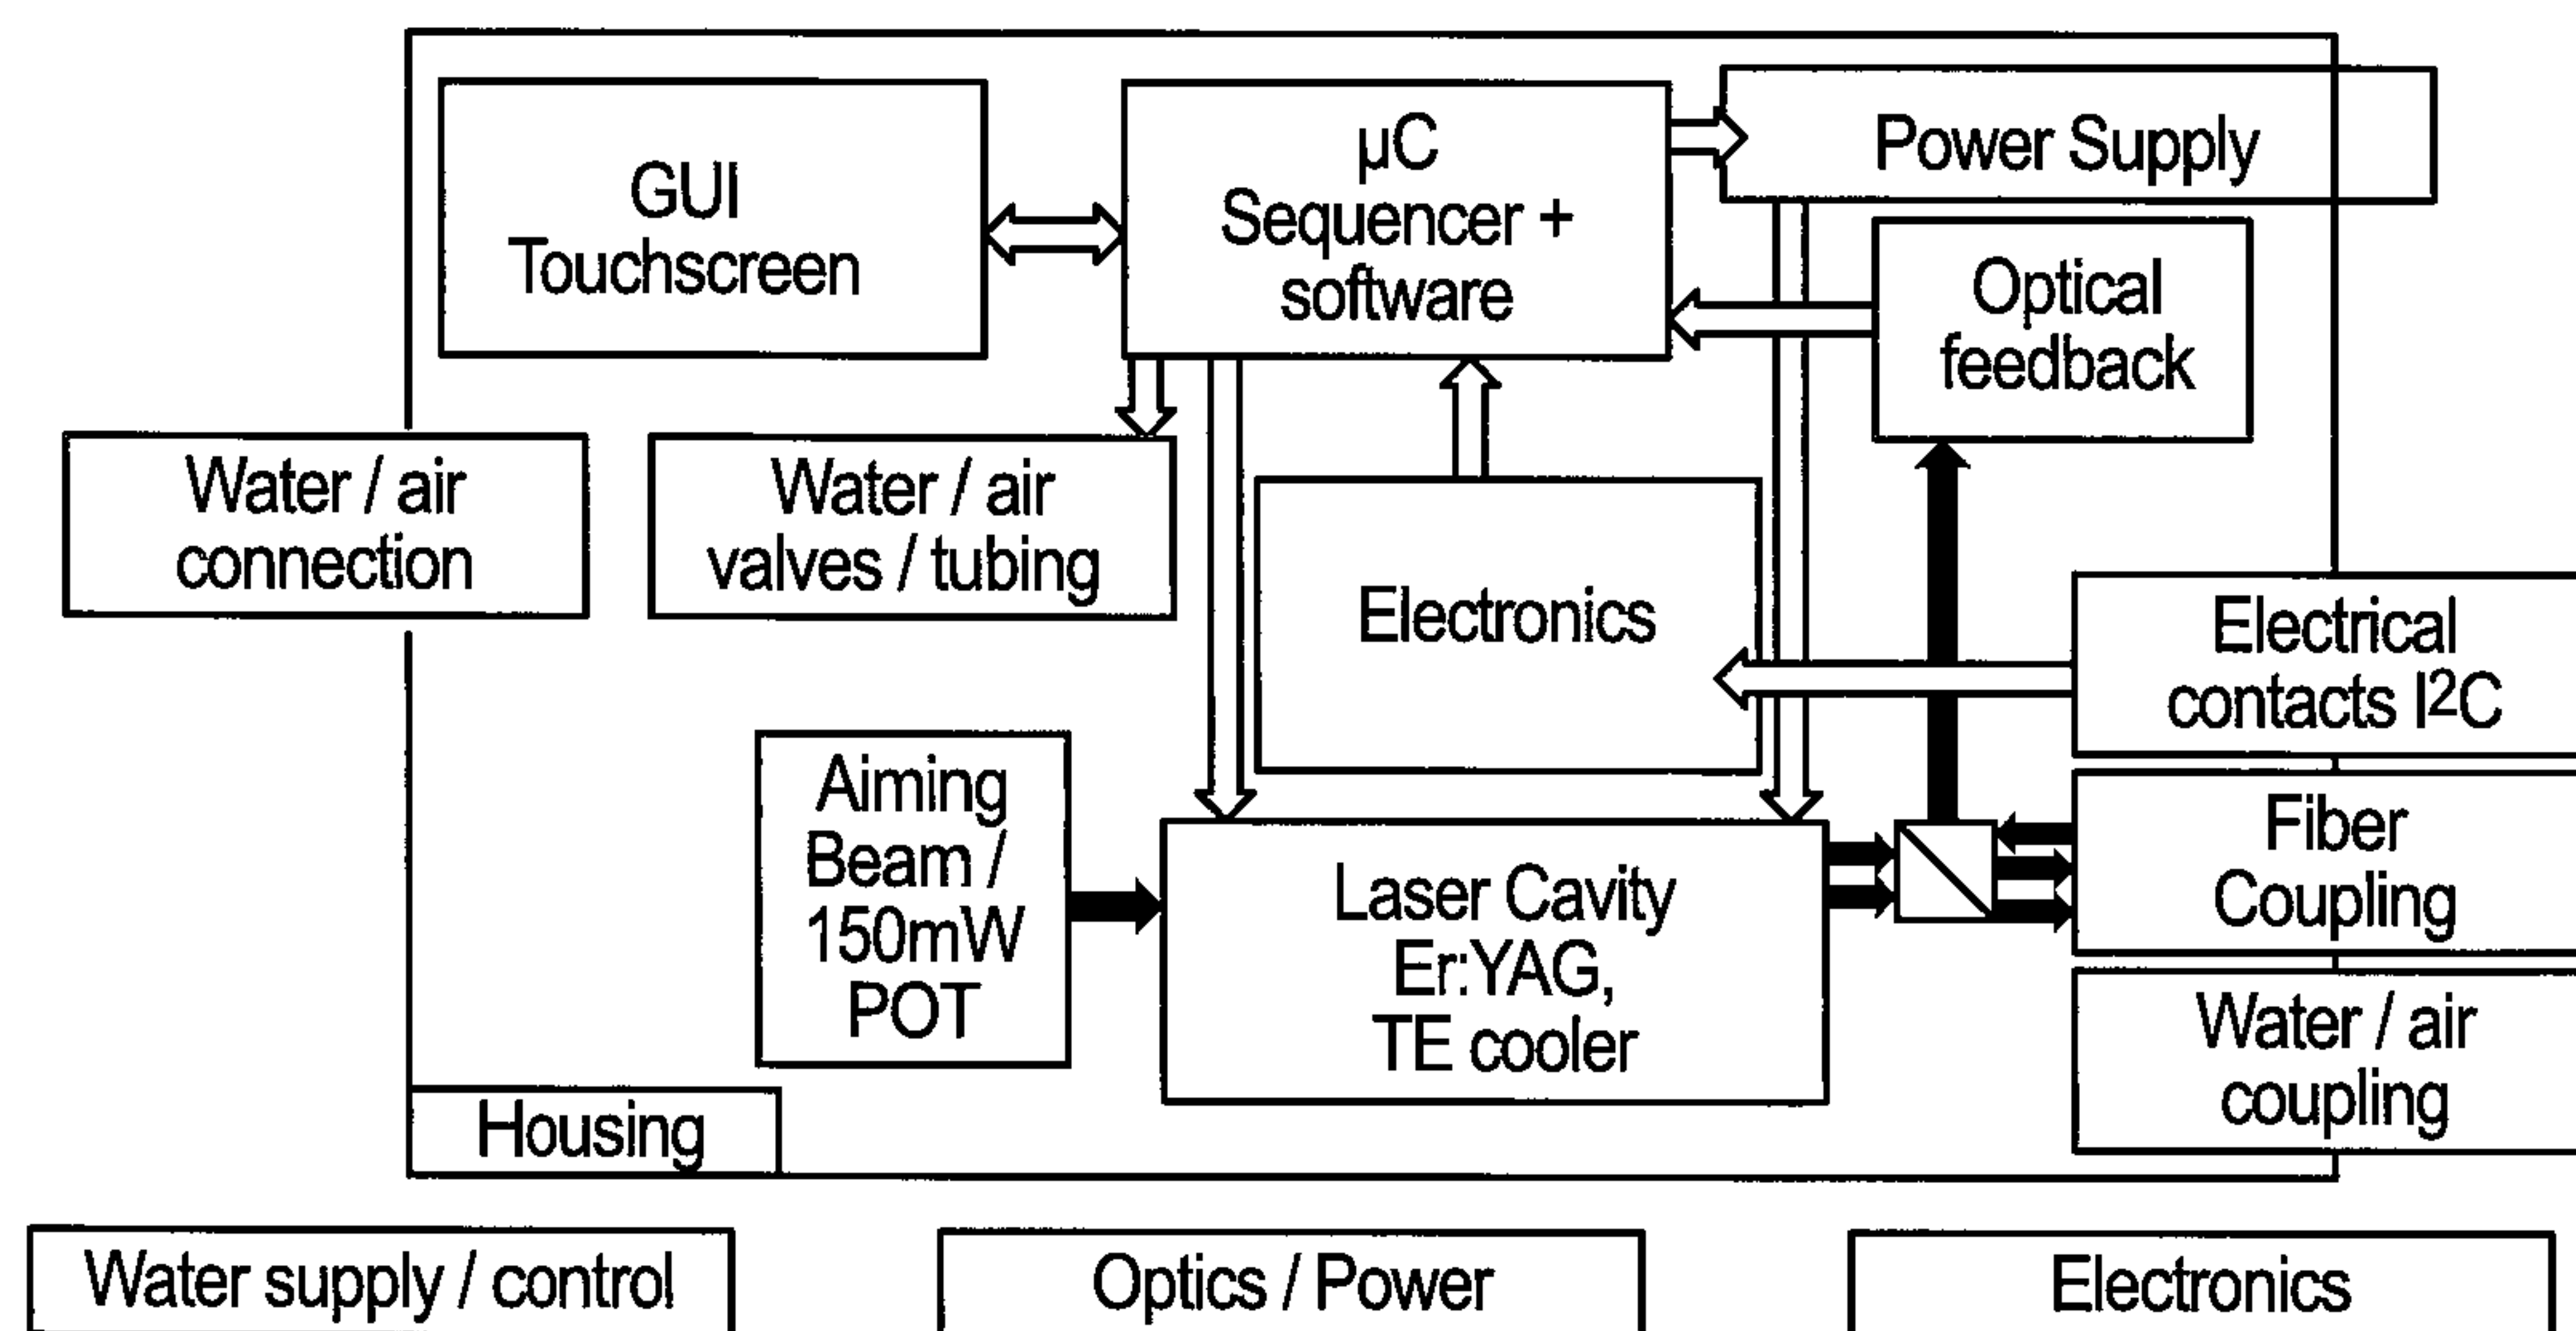 GUI
Touchscreen
µC
Sequencer +
software
Power Supply
Optical
feedback
Water / air
connection
Water / air
valves / tubing
Electronics
Electrical
contacts I²C
Aiming
Beam /
150mW
POT
Laser Cavity
Er:YAG,
TE cooler
Fiber
Coupling
Water / air
coupling
Housing
Water supply / control
Optics / Power
Electronics